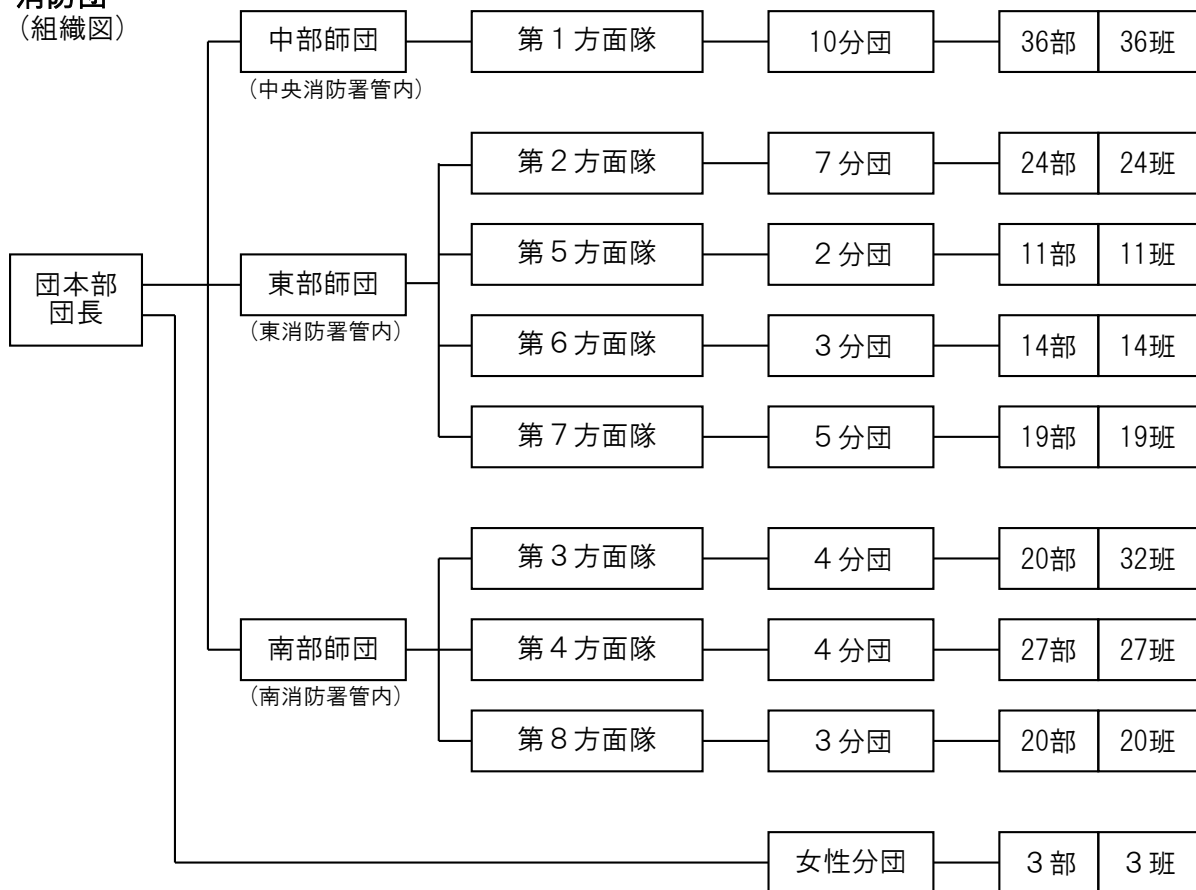 消防団
(組織図)
中部師団 第1方面隊 10分団 36部 36班
(中央消防署管内)
第2方面隊 7分団 24部 24班
第5方面隊 2分団 11部 11班
団本部
団長
東部師団
(東消防署管内)
第6方面隊 3分団 14部 14班
第7方面隊 5分団 19部 19班
第3方面隊 4分団 20部 32班
南部師団 第4方面隊 4分団 27部 27班
(南消防署管内)
第8方面隊 3分団 20部 20班
女性分団 3部 3班